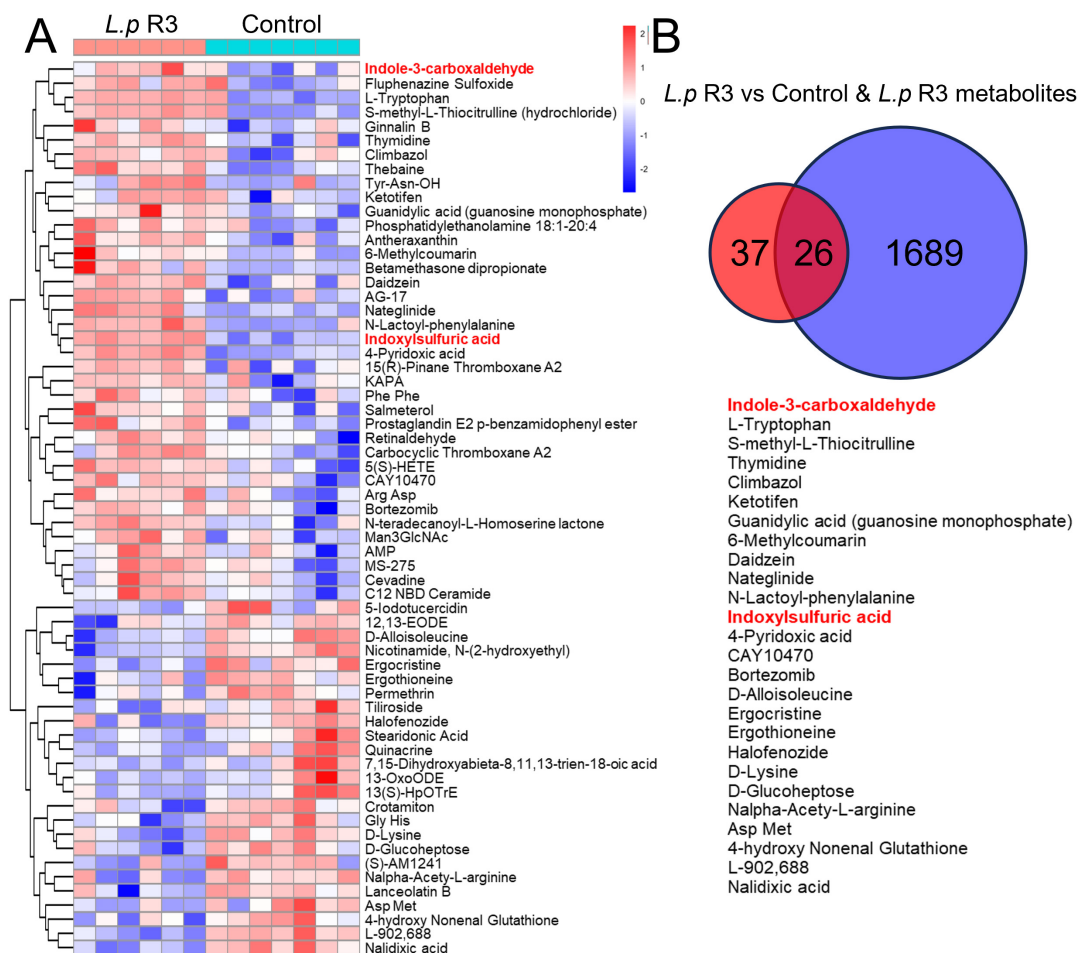 A
L.p R3
Control
2
1
0
-1
-2
Indole-3-carboxaldehyde
Fluphenazine Sulfoxide
L-Tryptophan
S-methyl-L-Thiocitrulline (hydrochloride)
Ginnalin B
Thymidine
Climbazol
Thebaine
Tyr-Asn-OH
Ketotifen
Guanidylic acid (guanosine monophosphate)
Phosphatidylethanolamine 18:1-20:4
Antheraxanthin
6-Methylcoumarin
Betamethasone dipropionate
Daidzein
AG-17
Nateglinide
N-Lactoyl-phenylalanine
Indoxylsulfuric acid
4-Pyridoxic acid
15(R)-Pinane Thromboxane A2
KAPA
Phe Phe
Salmeterol
Prostaglandin E2 p-benzamidophenyl ester
Retinaldehyde
Carbocyclic Thromboxane A2
5(S)-HETE
CAY10470
Arg Asp
Bortezomib
N-teradecanoyl-L-Homoserine lactone
Man3GlcNAc
AMP
MS-275
Cevadine
C12 NBD Ceramide
5-Iodotucercidin
12,13-EODE
D-Alloisoleucine
Nicotinamide, N-(2-hydroxyethyl)
Ergocristine
Ergothioneine
Permethrin
Tiliroside
Halofenozide
Stearidonic Acid
Quinacrine
7,15-Dihydroxyabieta-8,11,13-trien-18-oic acid
13-OxoODE
13(S)-HpOTrE
Crotamiton
Gly His
D-Lysine
D-Glucoheptose
(S)-AM1241
Nalpha-Acety-L-arginine
Lanceolatin B
Asp Met
4-hydroxy Nonenal Glutathione
L-902,688
Nalidixic acid
B
L.p R3 vs Control & L.p R3 metabolites
37
26
1689
Indole-3-carboxaldehyde
L-Tryptophan
S-methyl-L-Thiocitrulline
Thymidine
Climbazol
Ketotifen
Guanidylic acid (guanosine monophosphate)
6-Methylcoumarin
Daidzein
Nateglinide
N-Lactoyl-phenylalanine
Indoxylsulfuric acid
4-Pyridoxic acid
CAY10470
Bortezomib
D-Alloisoleucine
Ergocristine
Ergothioneine
Halofenozide
D-Lysine
D-Glucoheptose
Nalpha-Acety-L-arginine
Asp Met
4-hydroxy Nonenal Glutathione
L-902,688
Nalidixic acid